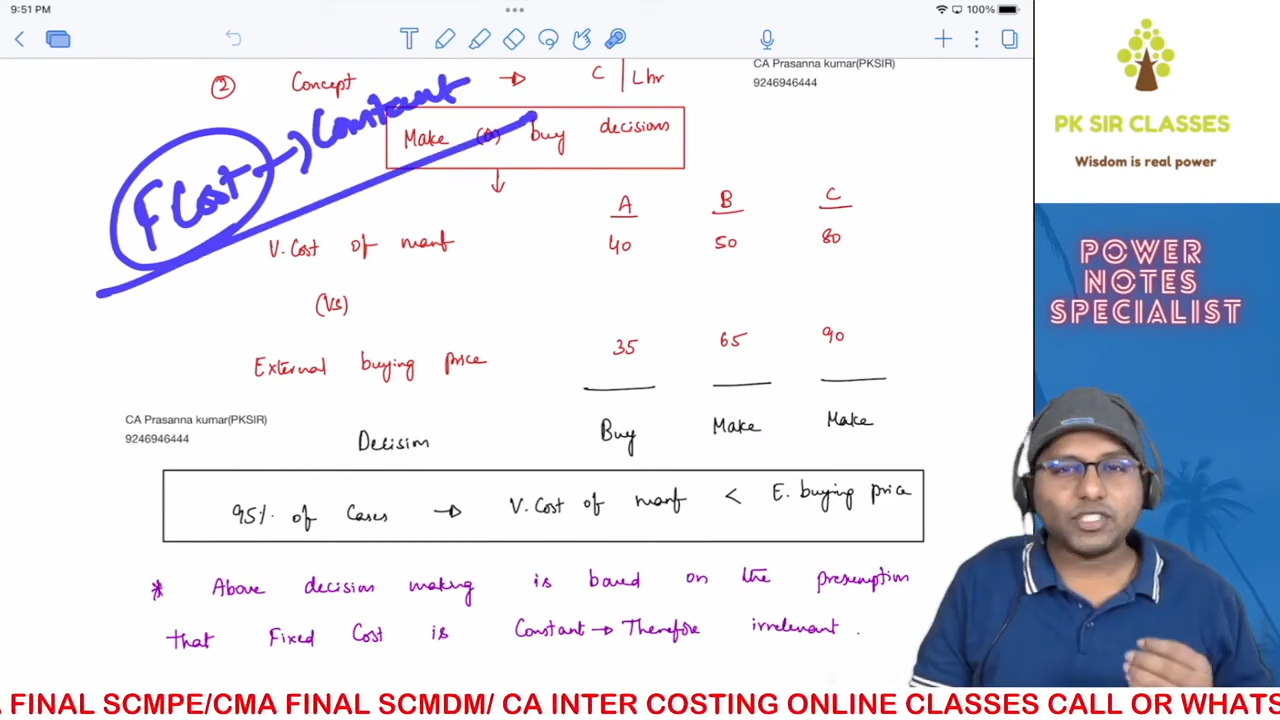 9:51 PM
100%
② Concept → C | Lhr
CA Prasanna kumar(PKSIR)
9246946444
F Cost → Constant
Make (or) buy decisions
A B C
V. Cost of manf 40 50 80
(Vs)
External buying price 35 65 90
CA Prasanna kumar(PKSIR)
9246946444
Decision Buy Make Make
95% of Cases → V. Cost of manf < E. buying price
* Above decision making is based on the presumption
that Fixed Cost is Constant → Therefore irrelevant.
PK SIR CLASSES
Wisdom is real power
POWER
NOTES
SPECIALIST
A FINAL SCMPE/CMA FINAL SCMDM/ CA INTER COSTING ONLINE CLASSES CALL OR WHATS